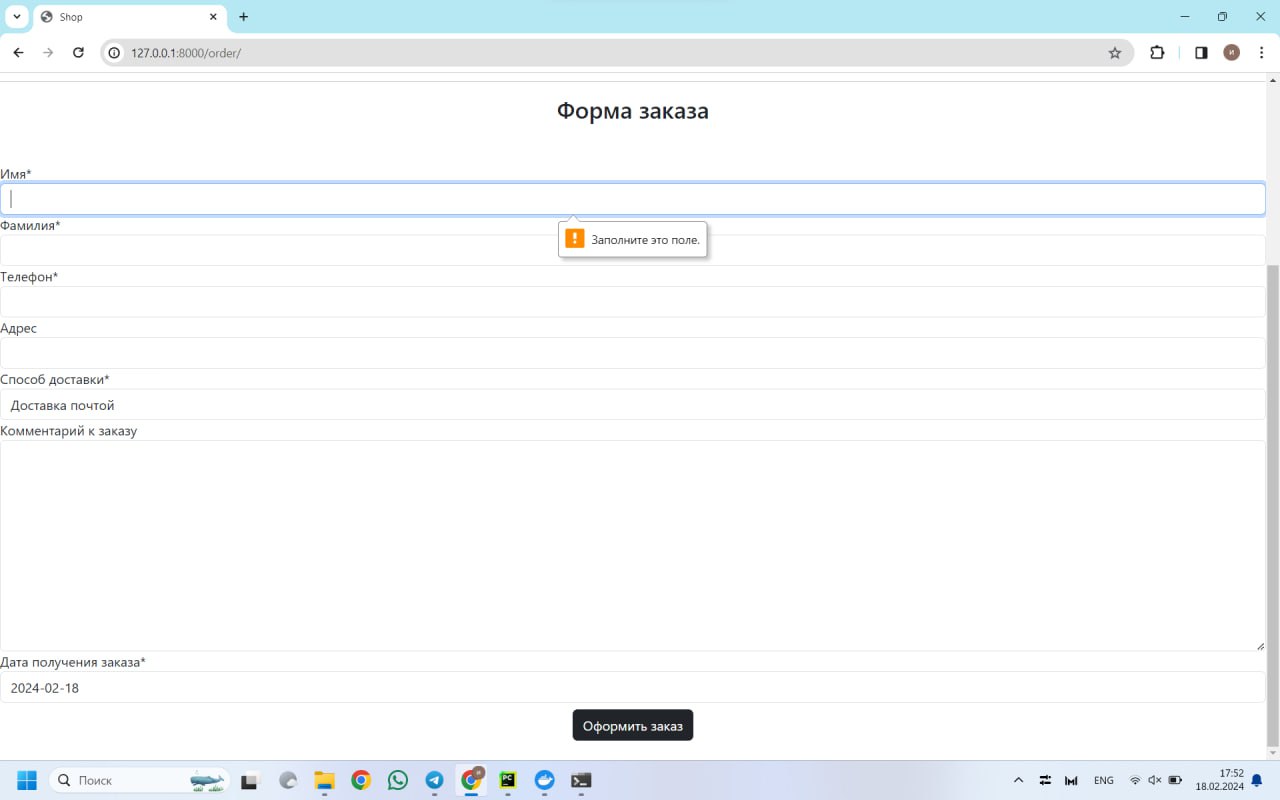 Shop
127.0.0.1:8000/order/
и
Форма заказа
Имя*
Заполните это поле.
Фамилия*
Телефон*
Адрес
Способ доставки*
Доставка почтой
Комментарий к заказу
Дата получения заказа*
2024-02-18
Оформить заказ
Поиск
и
PC
ENG
17:52
18.02.2024